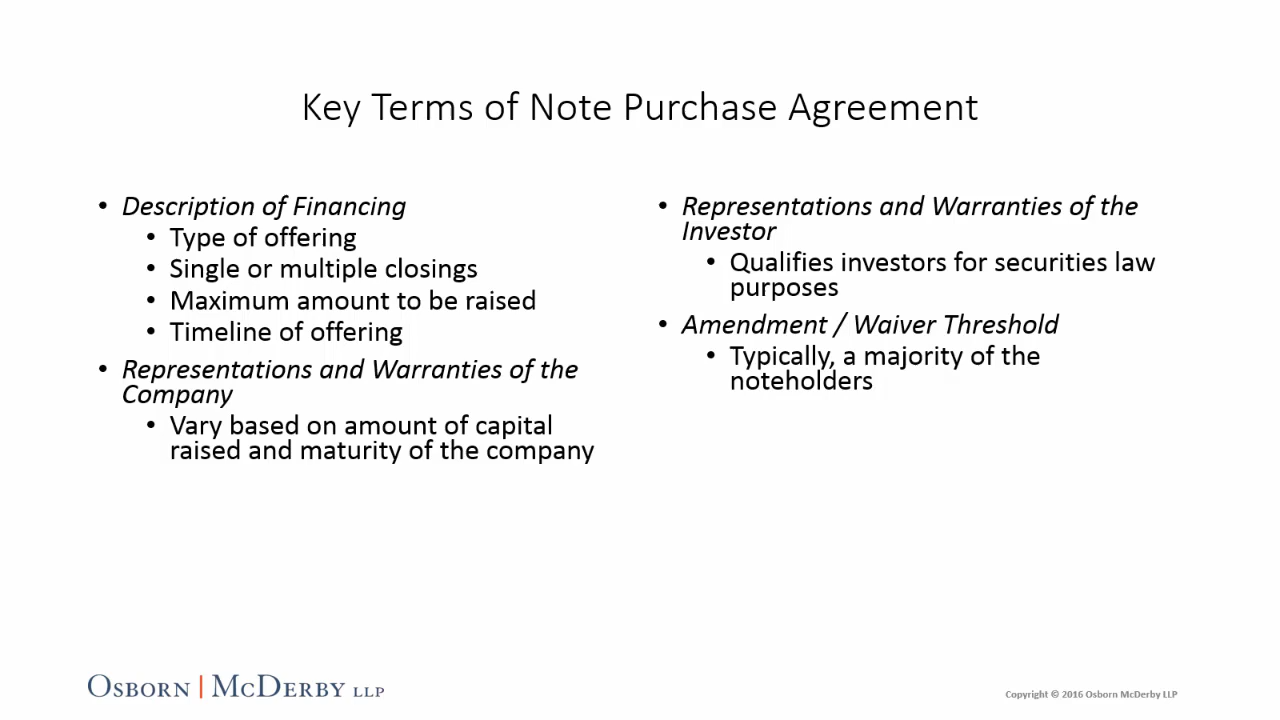 Key Terms of Note Purchase Agreement
• Description of Financing
• Type of offering
• Single or multiple closings
• Maximum amount to be raised
• Timeline of offering
• Representations and Warranties of the
Company
• Vary based on amount of capital
raised and maturity of the company
• Representations and Warranties of the
Investor
• Qualifies investors for securities law
purposes
• Amendment / Waiver Threshold
• Typically, a majority of the
noteholders
OSBORN | MCDERBY LLP
Copyright © 2016 Osborn McDerby LLP